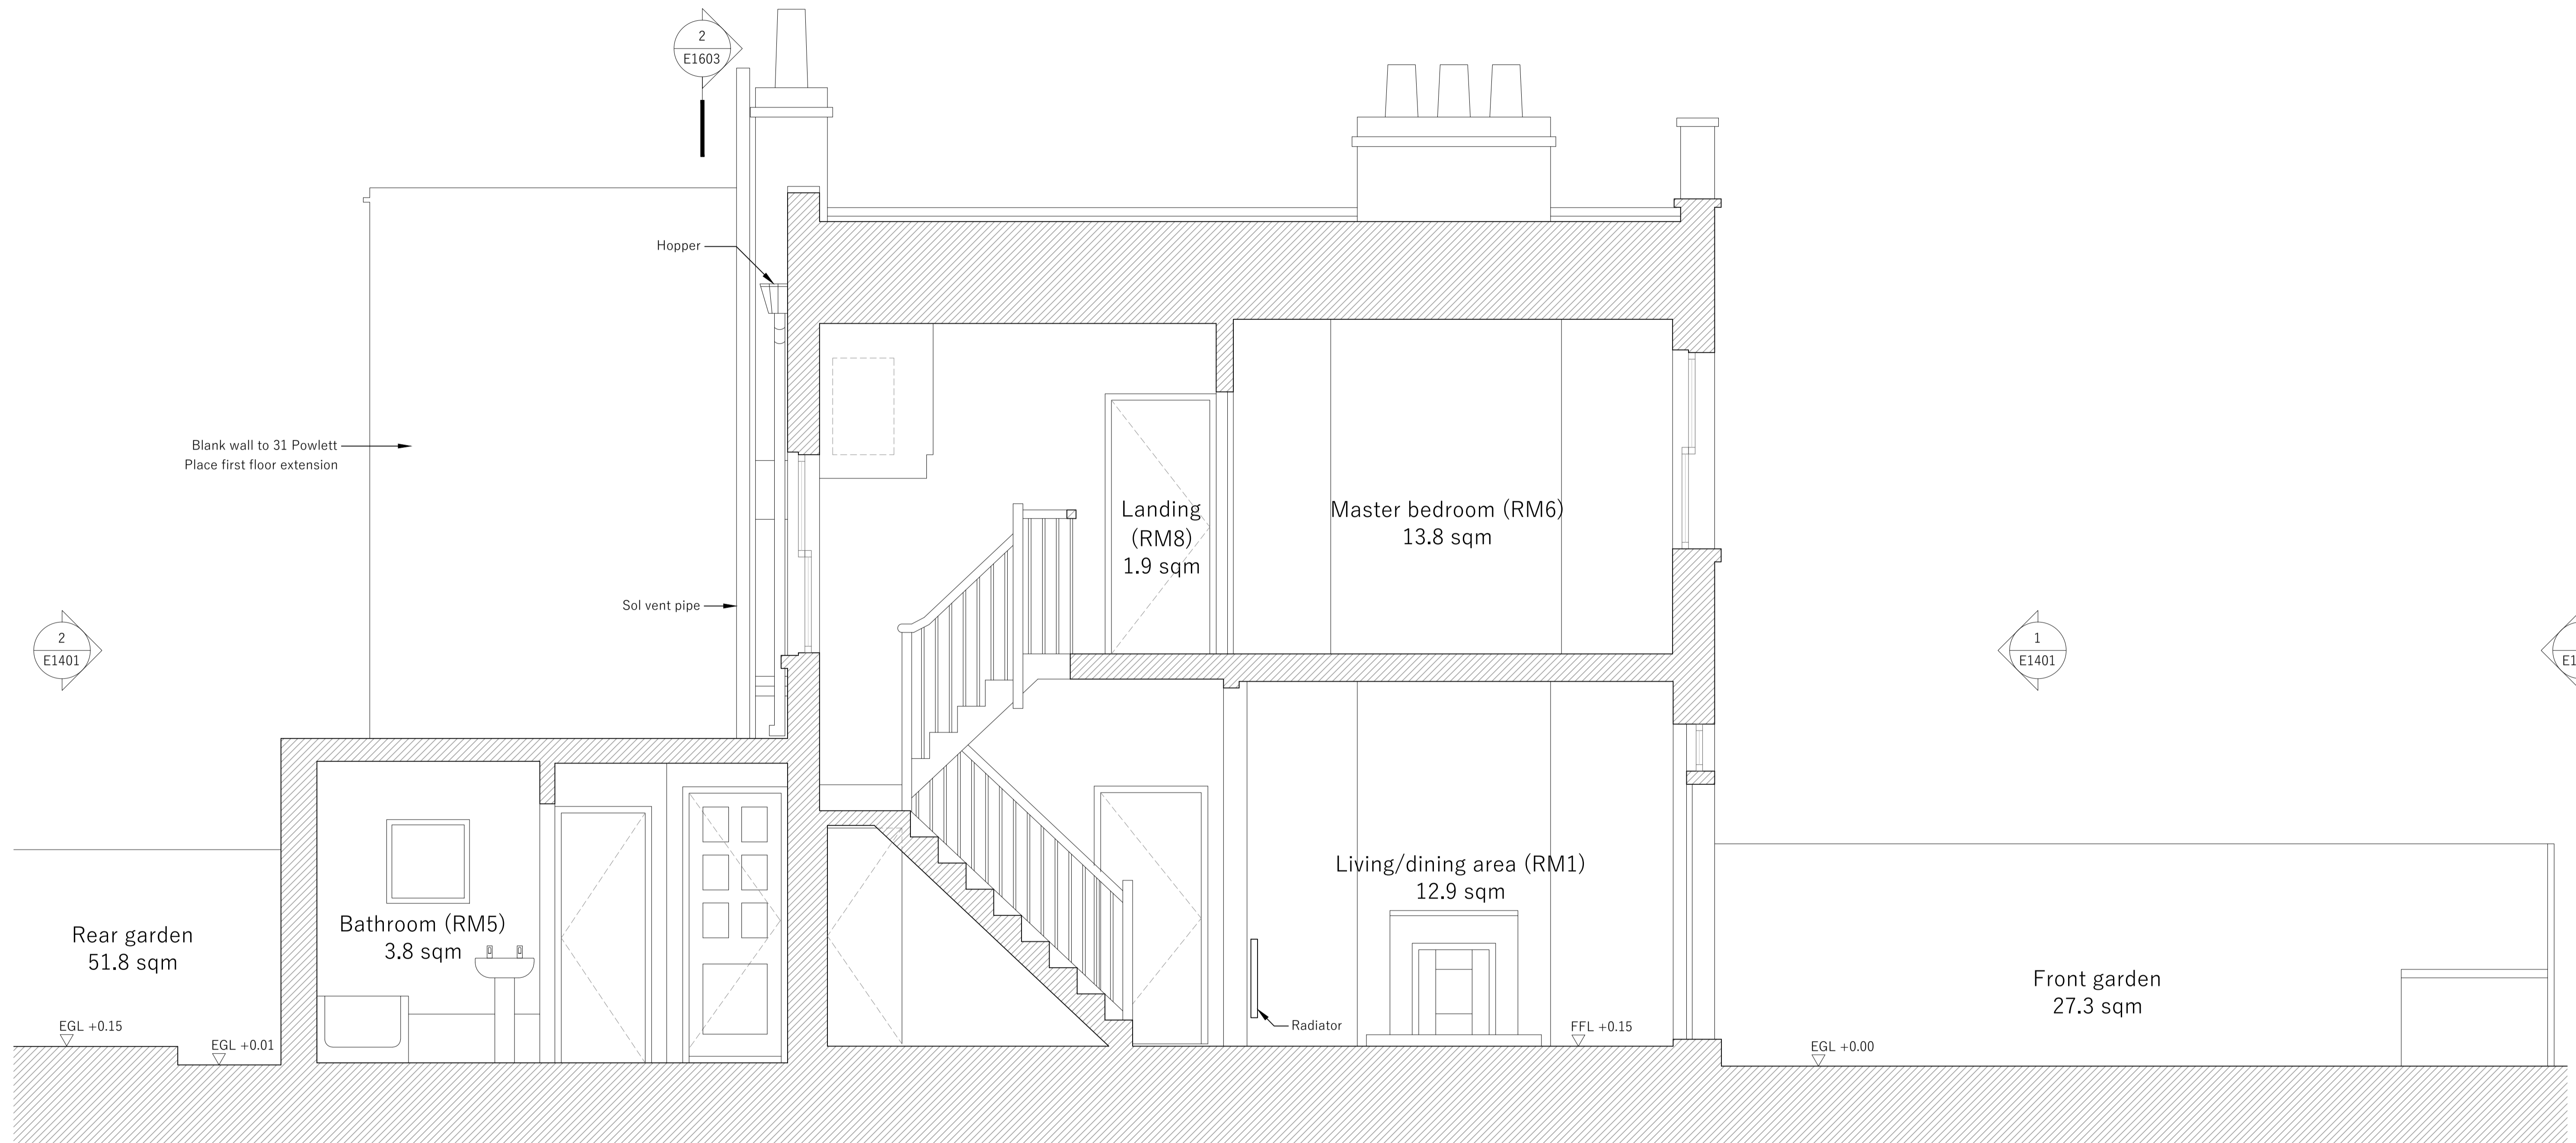 2
E1603
Hopper
Blank wall to 31 Powlett
Place first floor extension
Landing
(RM8)
1.9 sqm
Master bedroom (RM6)
13.8 sqm
Sol vent pipe
2
E1401
1
E1401
Living/dining area (RM1)
12.9 sqm
Bathroom (RM5)
3.8 sqm
Rear garden
51.8 sqm
Front garden
27.3 sqm
EGL +0.15
EGL +0.01
Radiator
FFL +0.15
EGL +0.00